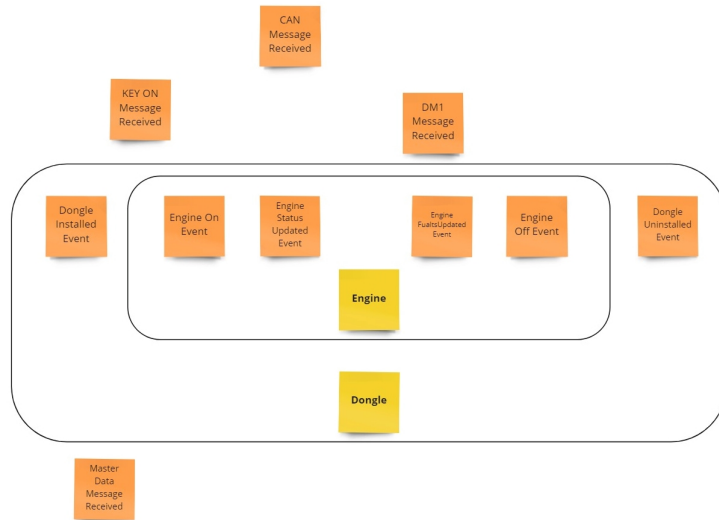 CAN
Message
Received
KEY ON
Message
Received
DM1
Message
Received
Dongle
Installed
Event
Engine On
Event
Engine
Status
Updated
Event
Engine
FualtsUpdated
Event
Engine
Off Event
Dongle
Uninstalled
Event
Engine
Dongle
Master
Data
Message
Received